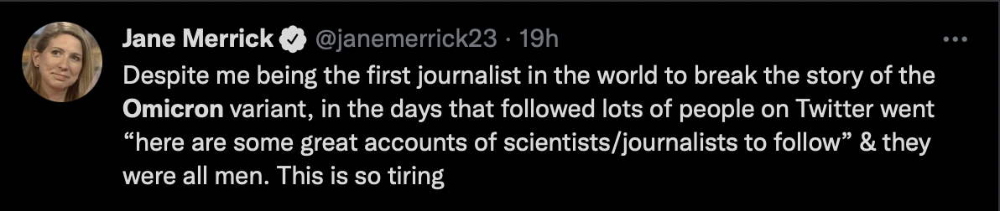 Jane Merrick @janemerrick23 · 19h
Despite me being the first journalist in the world to break the story of the
Omicron variant, in the days that followed lots of people on Twitter went
“here are some great accounts of scientists/journalists to follow” & they
were all men. This is so tiring